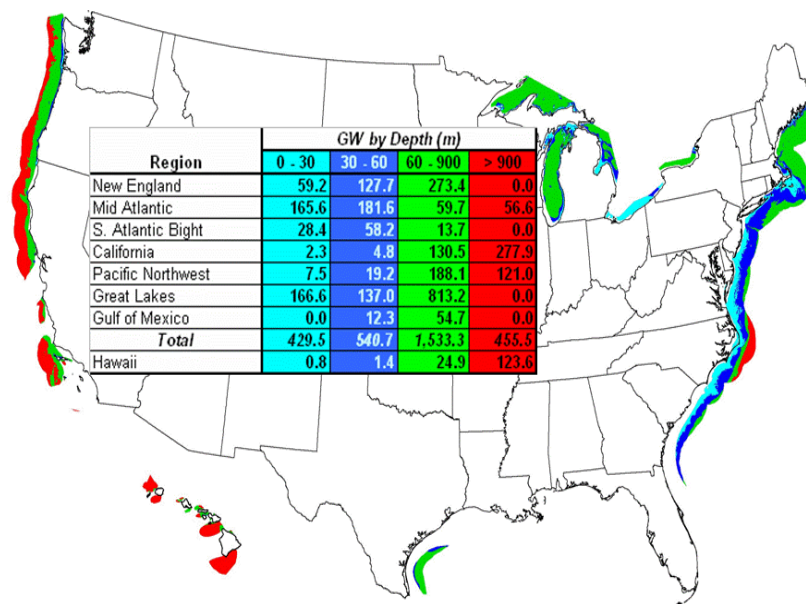 GW by Depth (m)
Region 0 - 30 30 - 60 60 - 900 > 900
New England 59.2 127.7 273.4 0.0
Mid Atlantic 165.6 181.6 59.7 56.6
S. Atlantic Bight 28.4 58.2 13.7 0.0
California 2.3 4.8 130.5 277.9
Pacific Northwest 7.5 19.2 188.1 121.0
Great Lakes 166.6 137.0 813.2 0.0
Gulf of Mexico 0.0 12.3 54.7 0.0
Total 429.5 540.7 1,533.3 455.5
Hawaii 0.8 1.4 24.9 123.6